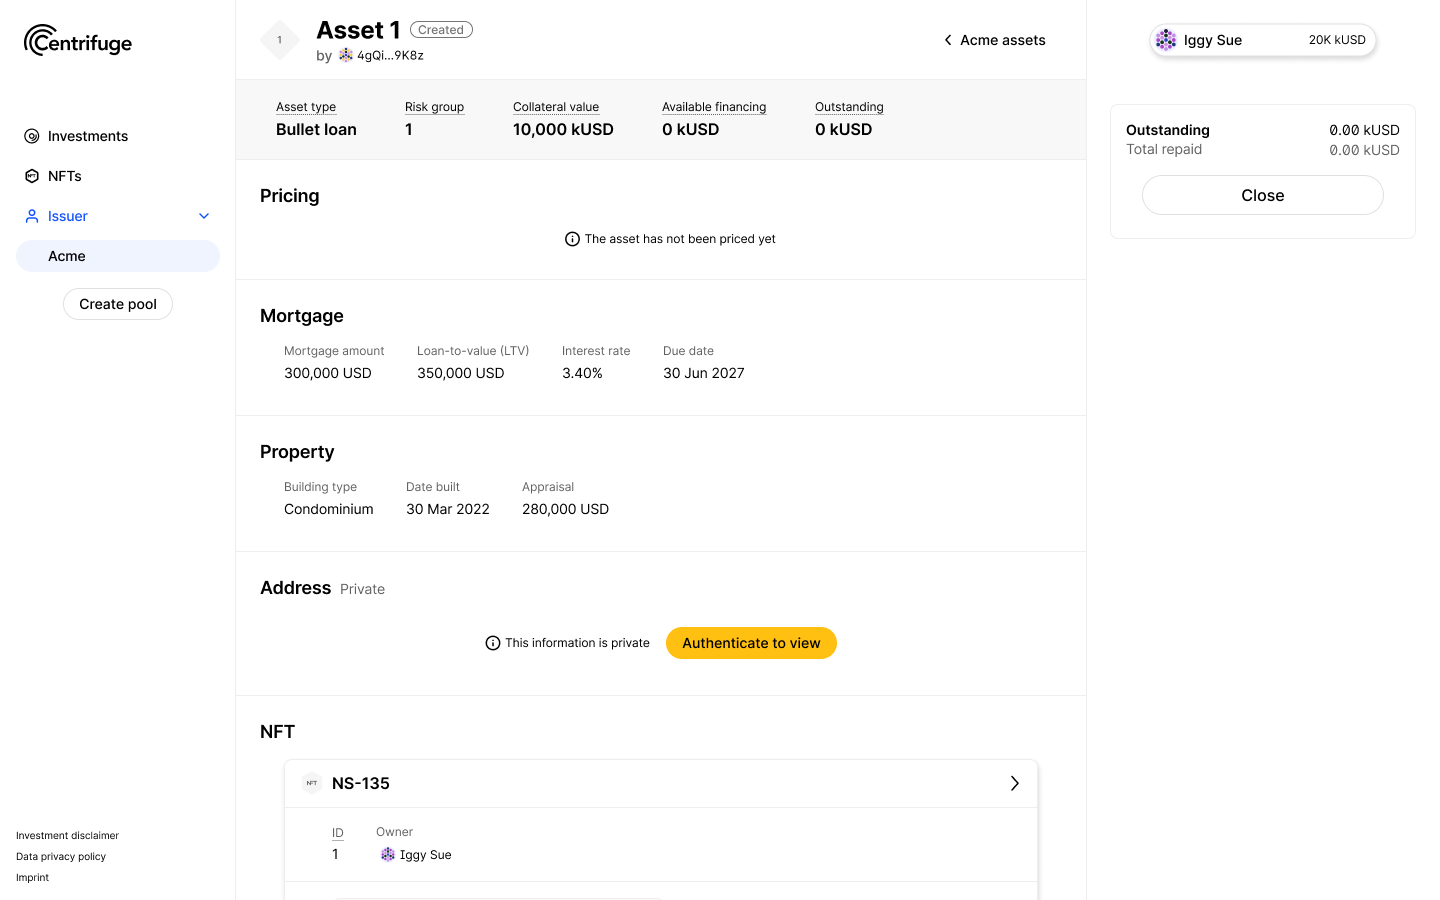 Centrifuge
Investments
NFTs
Issuer
Acme
Create pool
Investment disclaimer
Data privacy policy
Imprint
1
Asset 1 Created
by 4gQi...9K8z
Acme assets
Asset type Risk group Collateral value Available financing Outstanding
Bullet loan 1 10,000 kUSD 0 kUSD 0 kUSD
Pricing
The asset has not been priced yet
Mortgage
Mortgage amount Loan-to-value (LTV) Interest rate Due date
300,000 USD 350,000 USD 3.40% 30 Jun 2027
Property
Building type Date built Appraisal
Condominium 30 Mar 2022 280,000 USD
Address Private
This information is private Authenticate to view
NFT
NFT NS-135
ID Owner
1 Iggy Sue
Iggy Sue 20K kUSD
Outstanding 0.00 kUSD
Total repaid 0.00 kUSD
Close